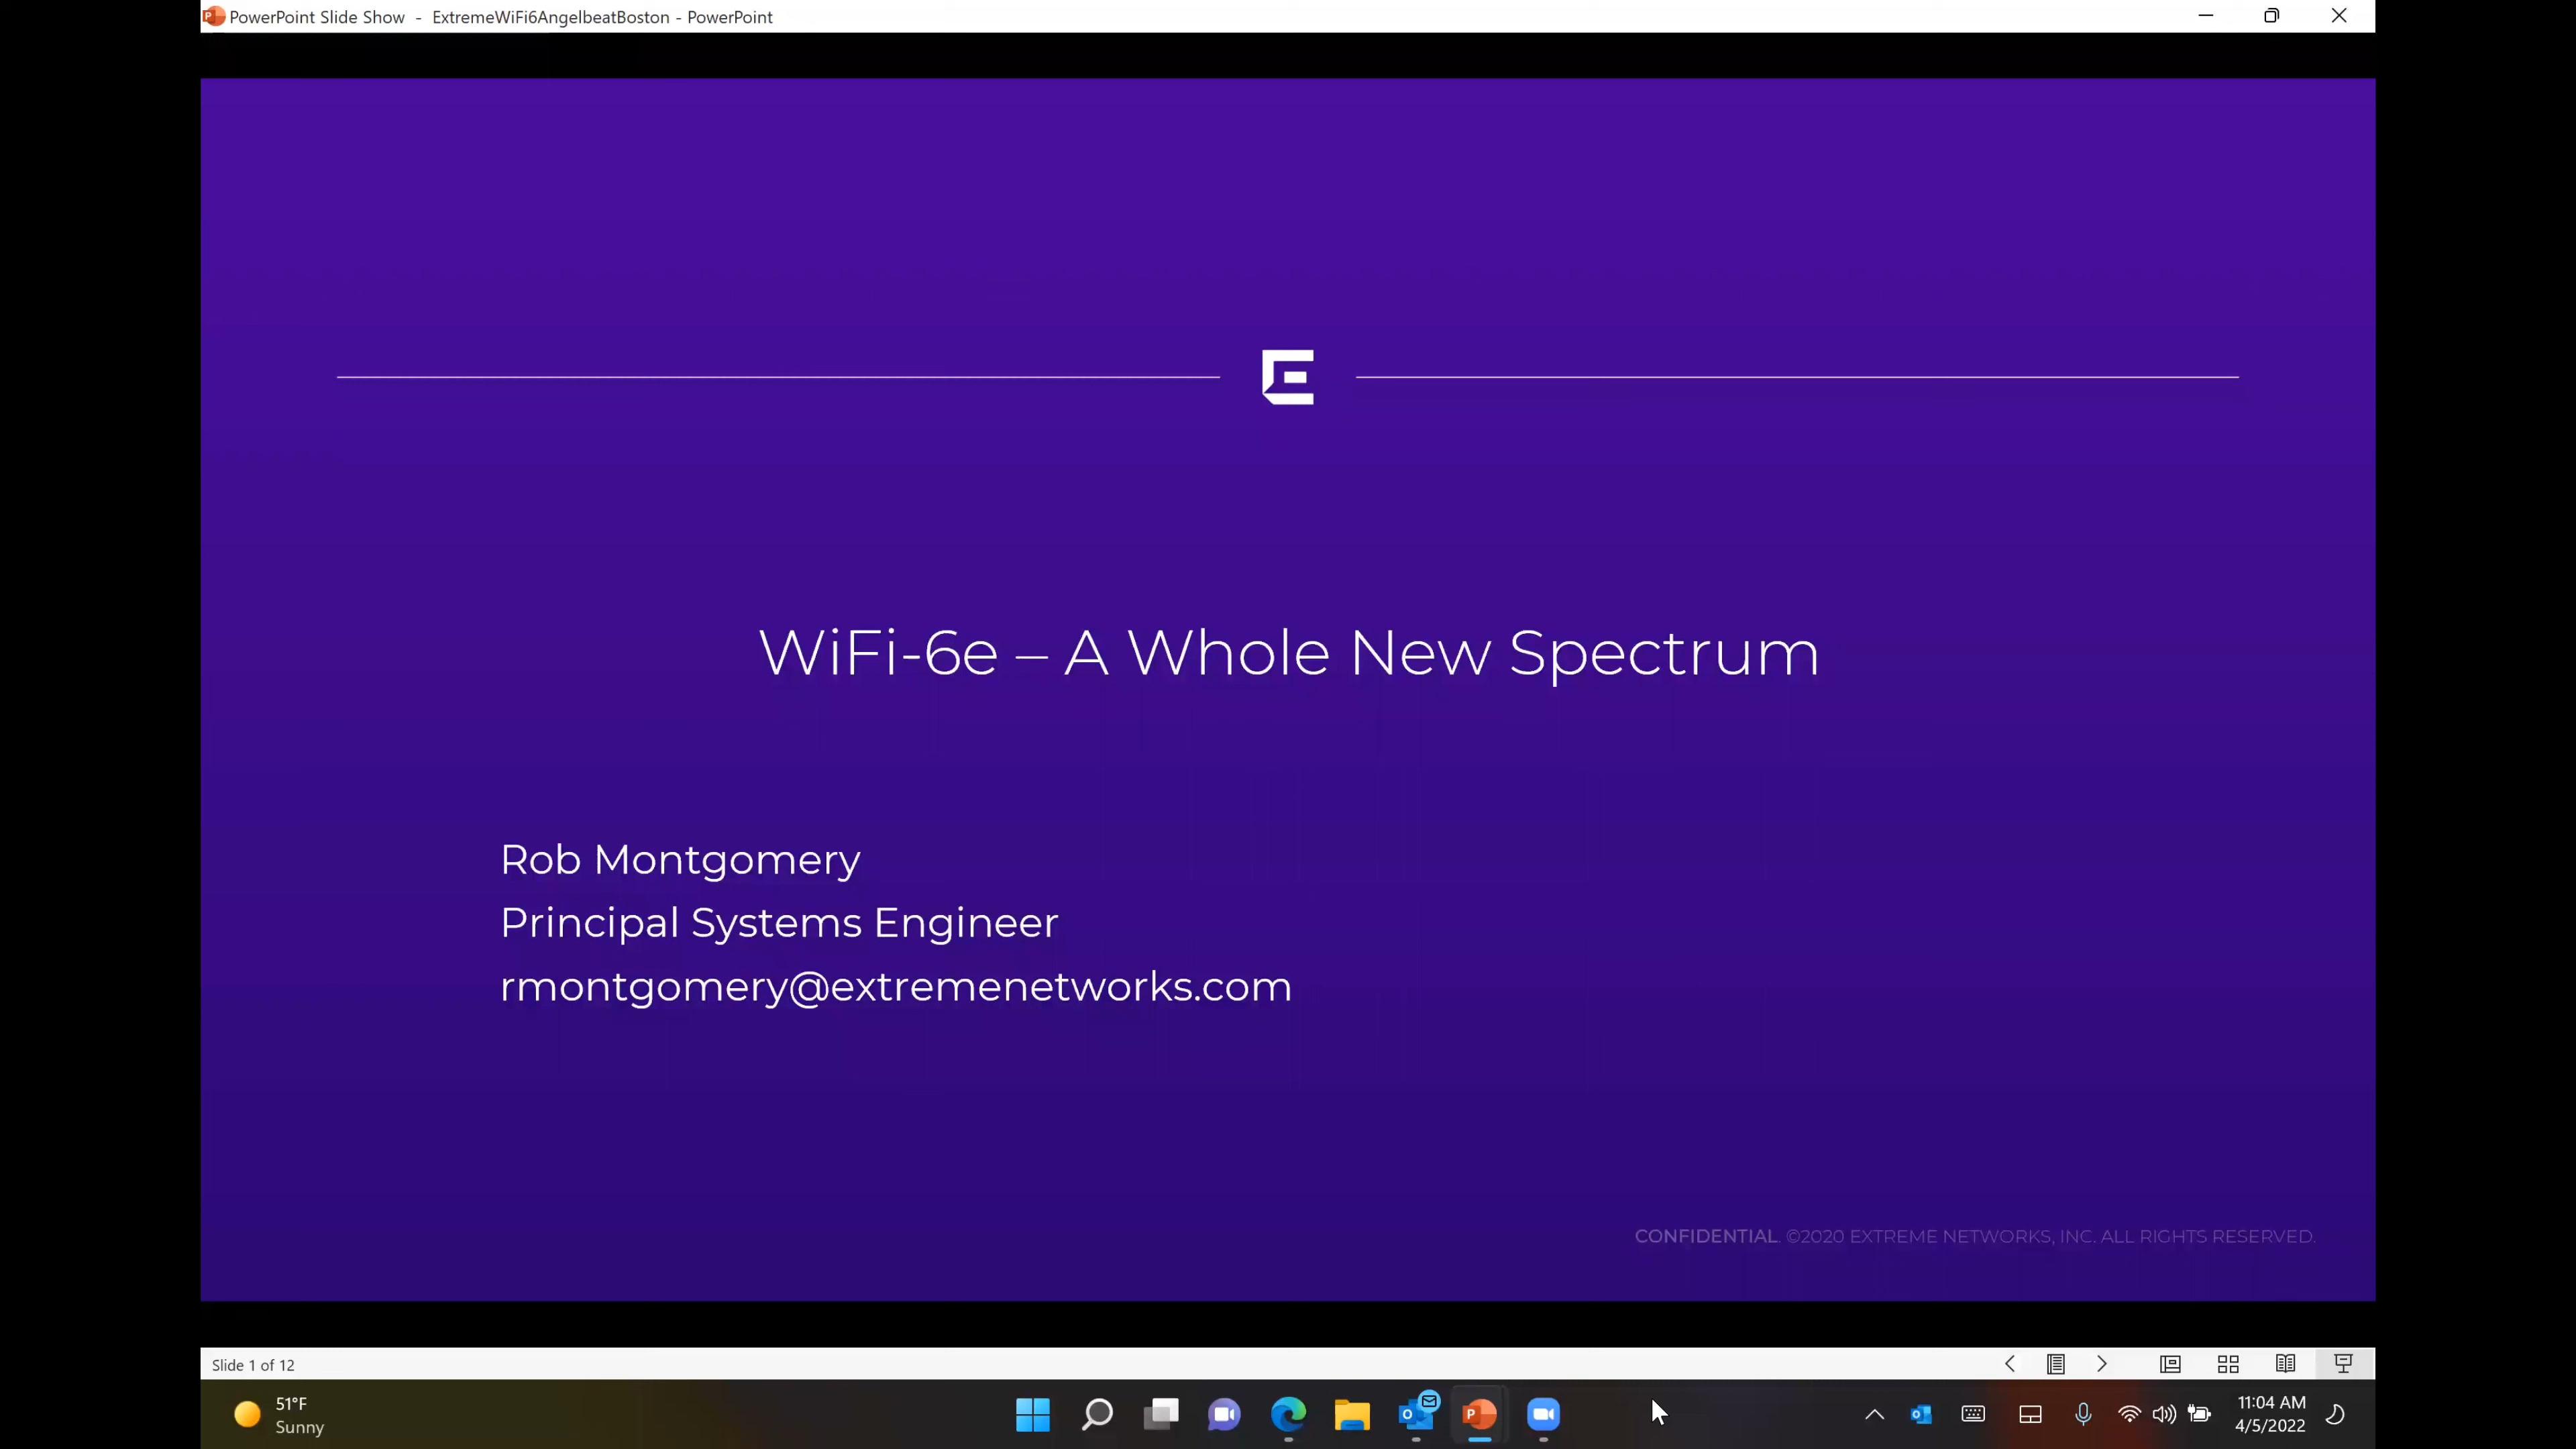 PowerPoint Slide Show - ExtremeWiFi6AngelbeatBoston - PowerPoint
WiFi-6e – A Whole New Spectrum
Rob Montgomery
Principal Systems Engineer
rmontgomery@extremenetworks.com
CONFIDENTIAL. ©2020 EXTREME NETWORKS, INC. ALL RIGHTS RESERVED.
Slide 1 of 12
51°F
Sunny
11:04 AM
4/5/2022